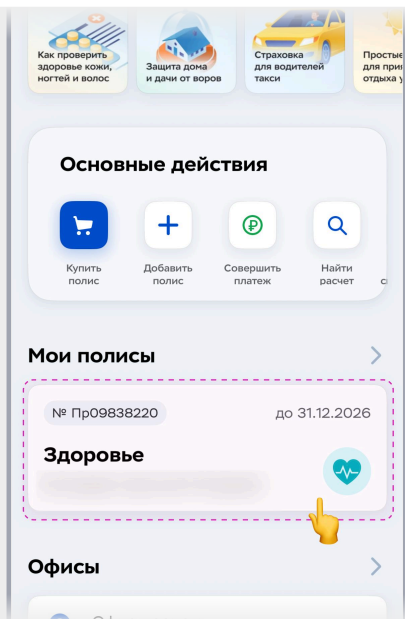 Как проверить
здоровье кожи,
ногтей и волос
Защита дома
и дачи от воров
Страховка
для водителей
такси
Простые
для
отдыха
Основные действия
Купить
полис
Добавить
полис
Совершить
платеж
Найти
расчет
Мои полисы
№ Пр09838220
до 31.12.2026
Здоровье
Офисы